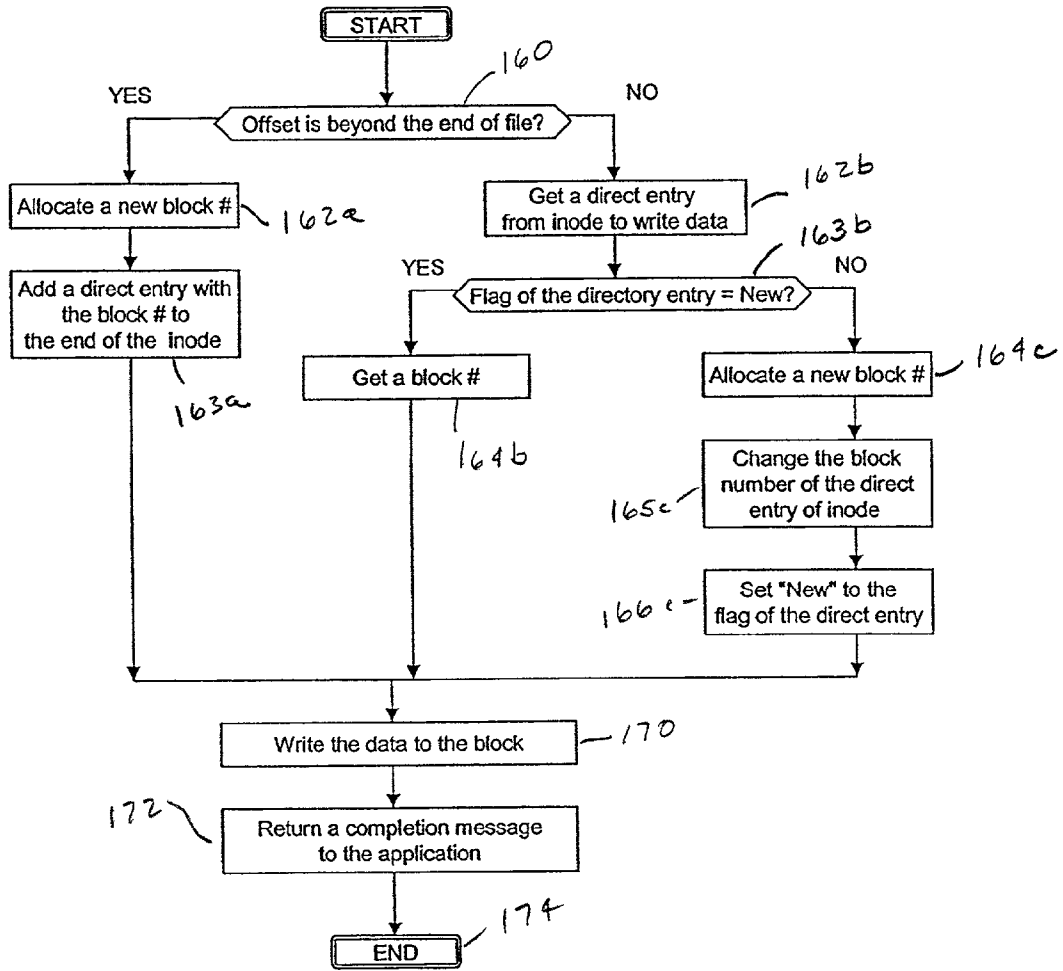 START
160
YES
NO
Offset is beyond the end of file?
Allocate a new block #
162a
Get a direct entry
from inode to write data
162b
Add a direct entry with
the block # to
the end of the inode
163a
YES
163b
NO
Flag of the directory entry = New?
Get a block #
164b
Allocate a new block #
164c
Change the block
number of the direct
entry of inode
165c
Set "New" to the
flag of the direct entry
166c
Write the data to the block
170
172
Return a completion message
to the application
END
174